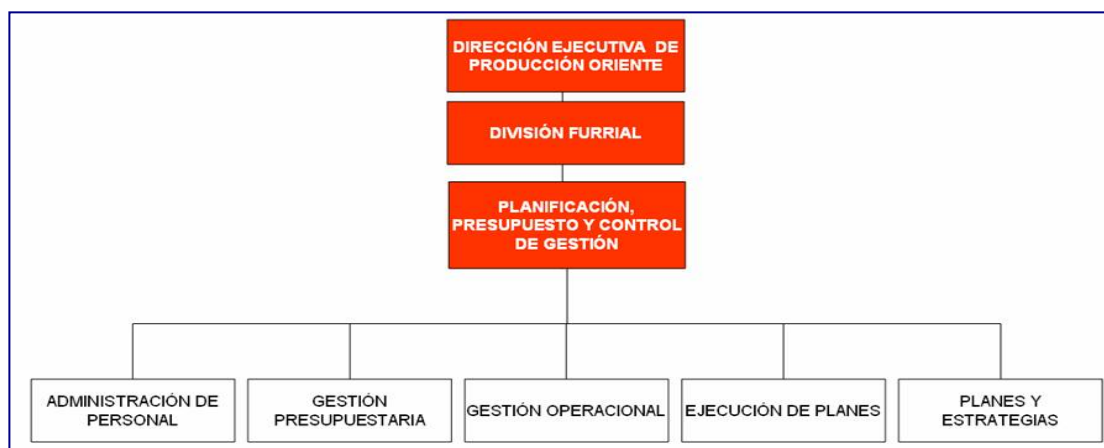 DIRECCIÓN EJECUTIVA DE
PRODUCCIÓN ORIENTE
DIVISIÓN FURRIAL
PLANIFICACIÓN,
PRESUPUESTO Y CONTROL
DE GESTIÓN
ADMINISTRACIÓN DE
PERSONAL
GESTIÓN
PRESUPUESTARIA
GESTIÓN OPERACIONAL
EJECUCIÓN DE PLANES
PLANES Y
ESTRATEGIAS